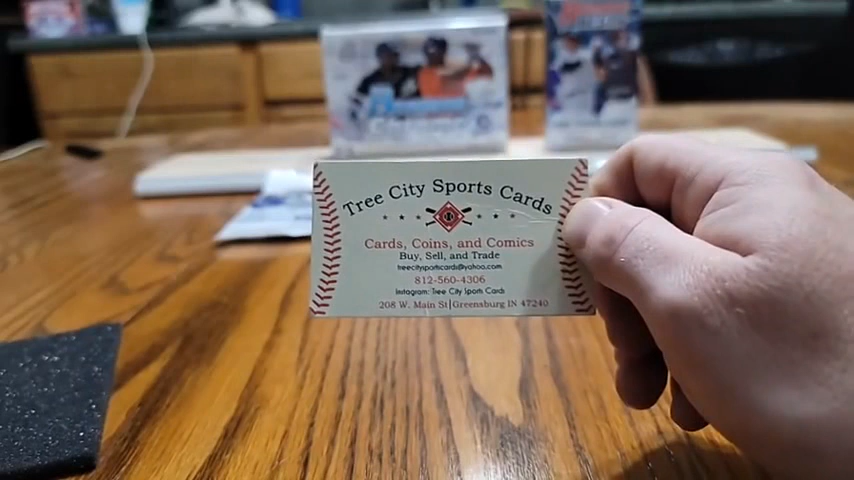 Tree City Sports Cards
Cards, Coins, and Comics
Buy, Sell, and Trade
treecitysportcards@yahoo.com
812-560-4306
Instagram: Tree City Sports Cards
208 W. Main St|Greensburg IN 47240